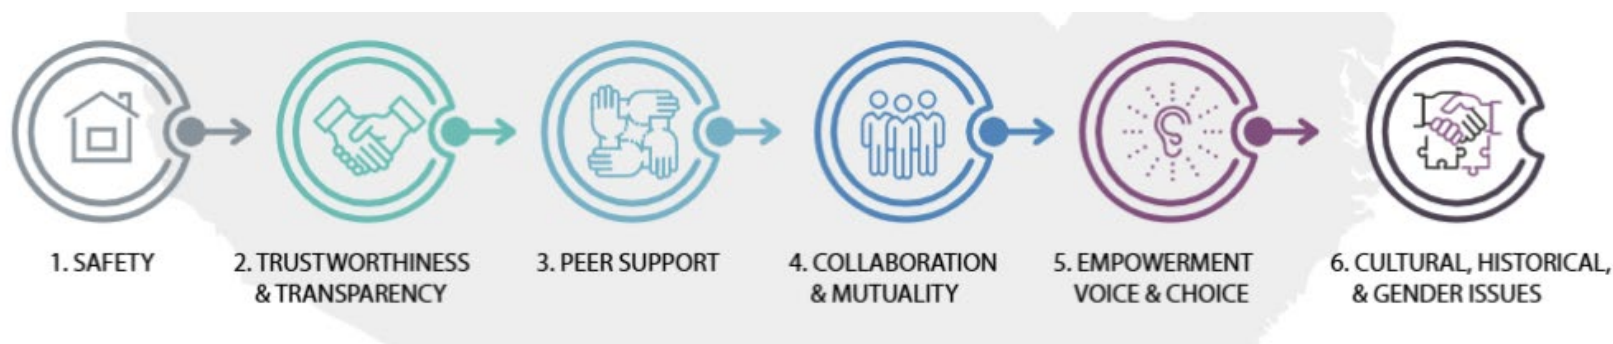 1. SAFETY
2. TRUSTWORTHINESS
& TRANSPARENCY
3. PEER SUPPORT
4. COLLABORATION
& MUTUALITY
5. EMPOWERMENT
VOICE & CHOICE
6. CULTURAL, HISTORICAL,
& GENDER ISSUES